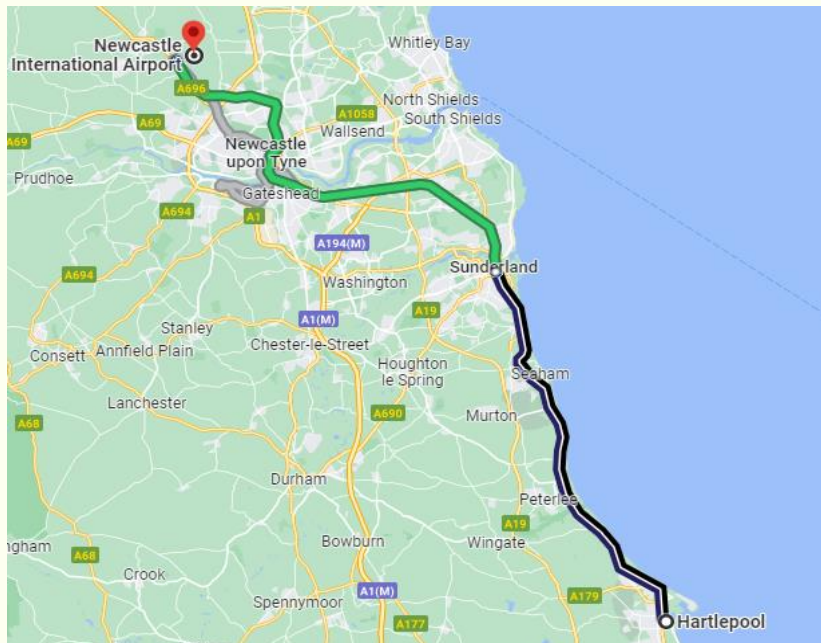 Newcastle
International Airport
Whitley Bay
A696
North Shields
South Shields
A1058
Wallsend
A69
A69
Newcastle
upon Tyne
Prudhoe
Gateshead
A694
A1
A194(M)
Sunderland
A694
Washington
A19
A1(M)
Stanley
Chester-le-Street
Consett
Annfield Plain
Houghton
le Spring
Seaham
Lanchester
A690
Murton
A68
Durham
Peterlee
A19
Bowburn
Wingate
ingham
A68
Crook
A1(M)
A179
Spennymoor
A177
Hartlepool